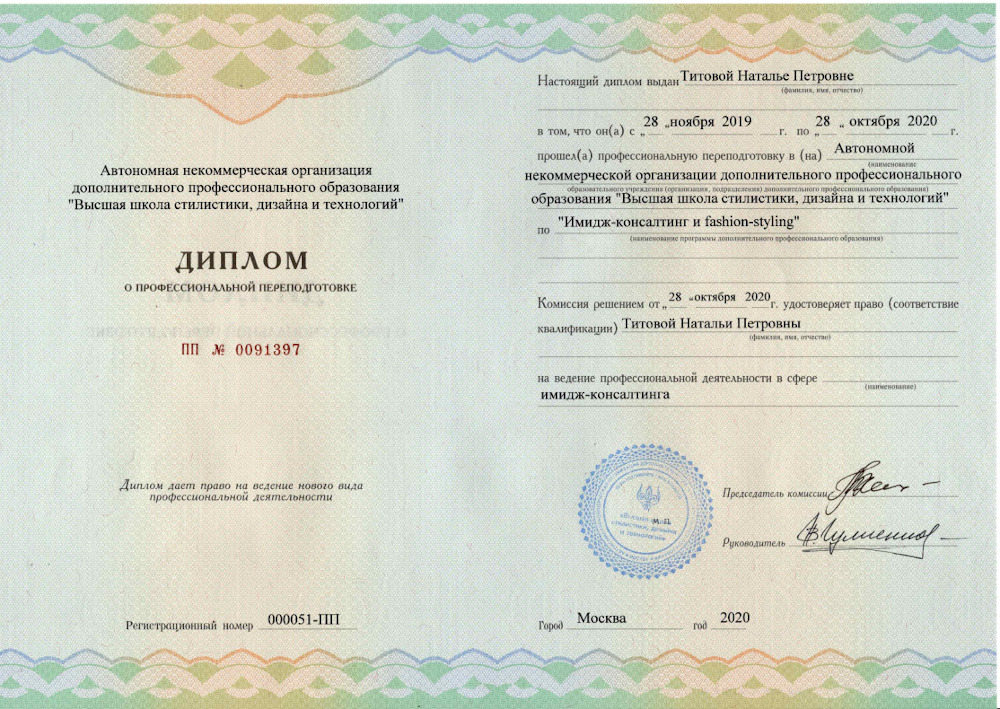 Автономная некоммерческая организация
дополнительного профессионального образования
"Высшая школа стилистики, дизайна и технологий"
ДИПЛОМ
О ПРОФЕССИОНАЛЬНОЙ ПЕРЕПОДГОТОВКЕ
ПП № 0091397
Диплом дает право на ведение нового вида
профессиональной деятельности
Регистрационный номер 000051-ПП
Настоящий диплом выдан Титовой Наталье Петровне
(фамилия, имя, отчество)
в том, что он(а) с „ 28 „ ноября 2019 г. по „ 28 „ октября 2020 г.
прошел(а) профессиональную переподготовку в (на) Автономной
(наименование
некоммерческой организации дополнительного профессионального
образовательного учреждения (организации, подразделения) дополнительного профессионального образования)
образования "Высшая школа стилистики, дизайна и технологий"
по "Имидж-консалтинг и fashion-styling"
(наименование программы дополнительного профессионального образования)
Комиссия решением от „ 28 „ октября 2020 г. удостоверяет право (соответствие
квалификации) Титовой Натальи Петровны
(фамилия, имя, отчество)
на ведение профессиональной деятельности в сфере
(наименование)
имидж-консалтинга
М. П.
стилистики, дизайна
и технологий»
Председатель комиссии
Руководитель
Город Москва год 2020